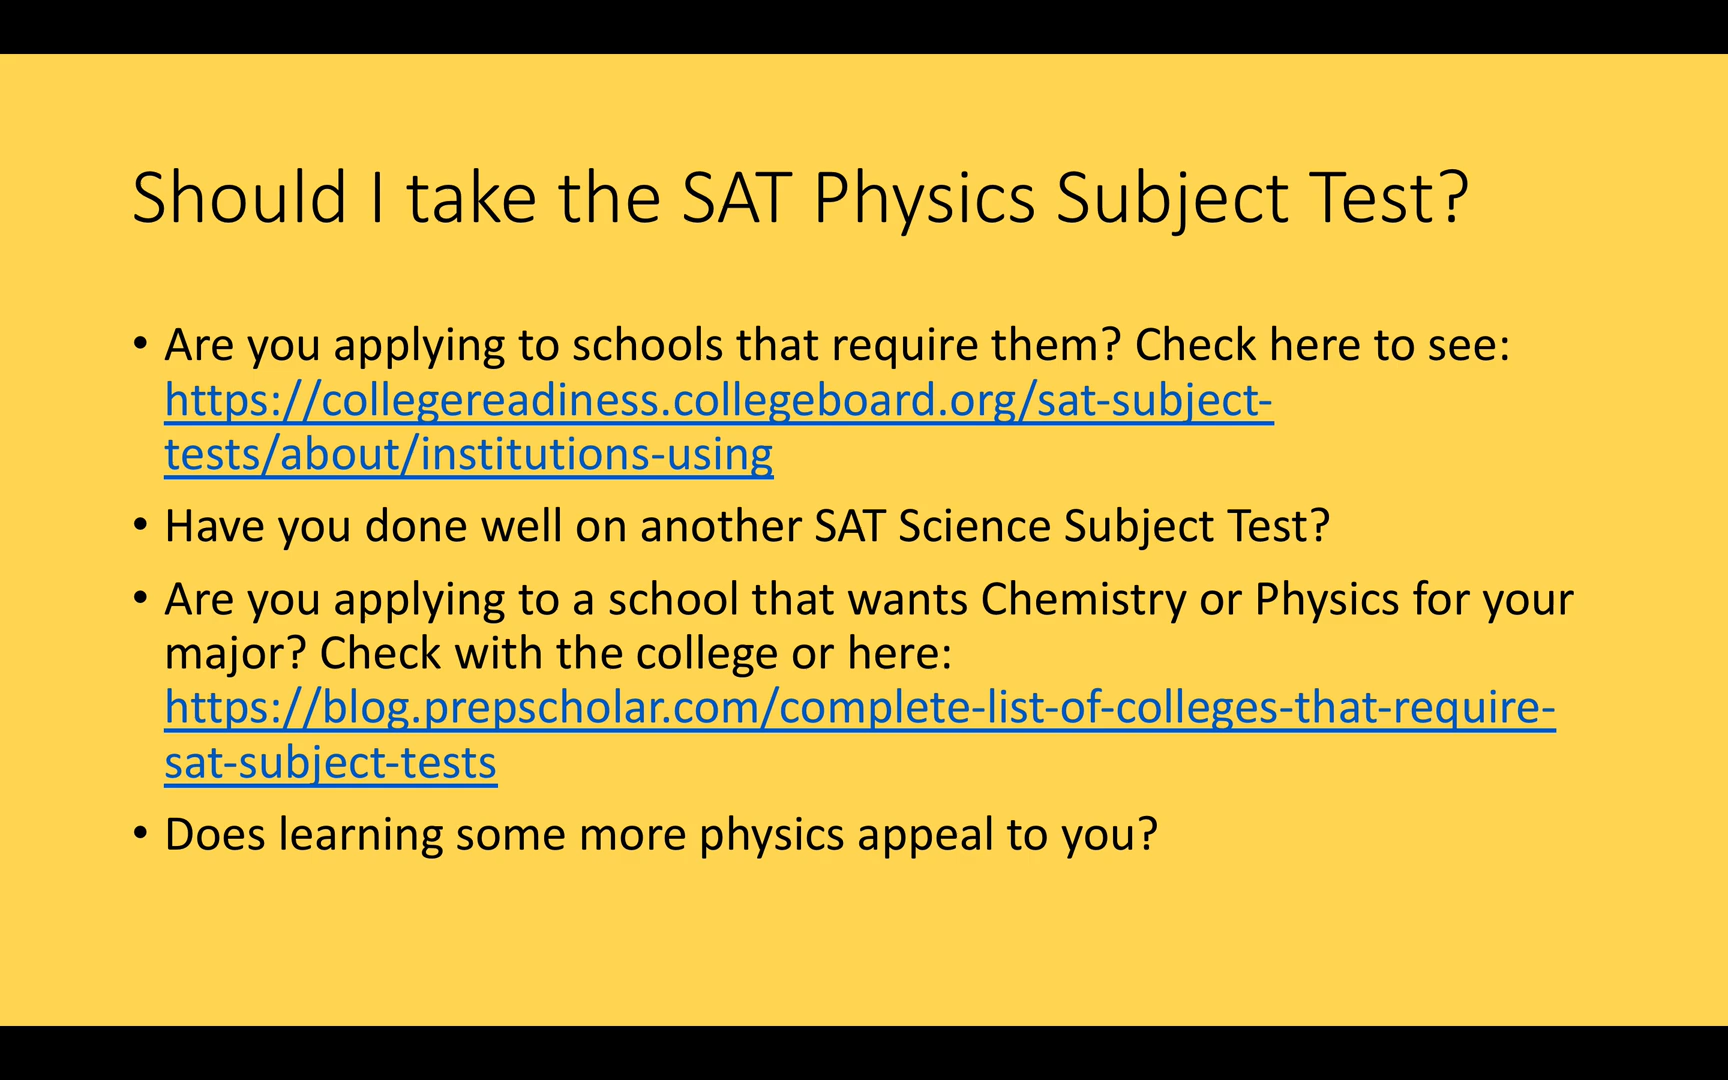 Should I take the SAT Physics Subject Test?
• Are you applying to schools that require them? Check here to see:
https://collegereadiness.collegeboard.org/sat-subject-
tests/about/institutions-using
• Have you done well on another SAT Science Subject Test?
• Are you applying to a school that wants Chemistry or Physics for your
major? Check with the college or here:
https://blog.prepscholar.com/complete-list-of-colleges-that-require-
sat-subject-tests
• Does learning some more physics appeal to you?